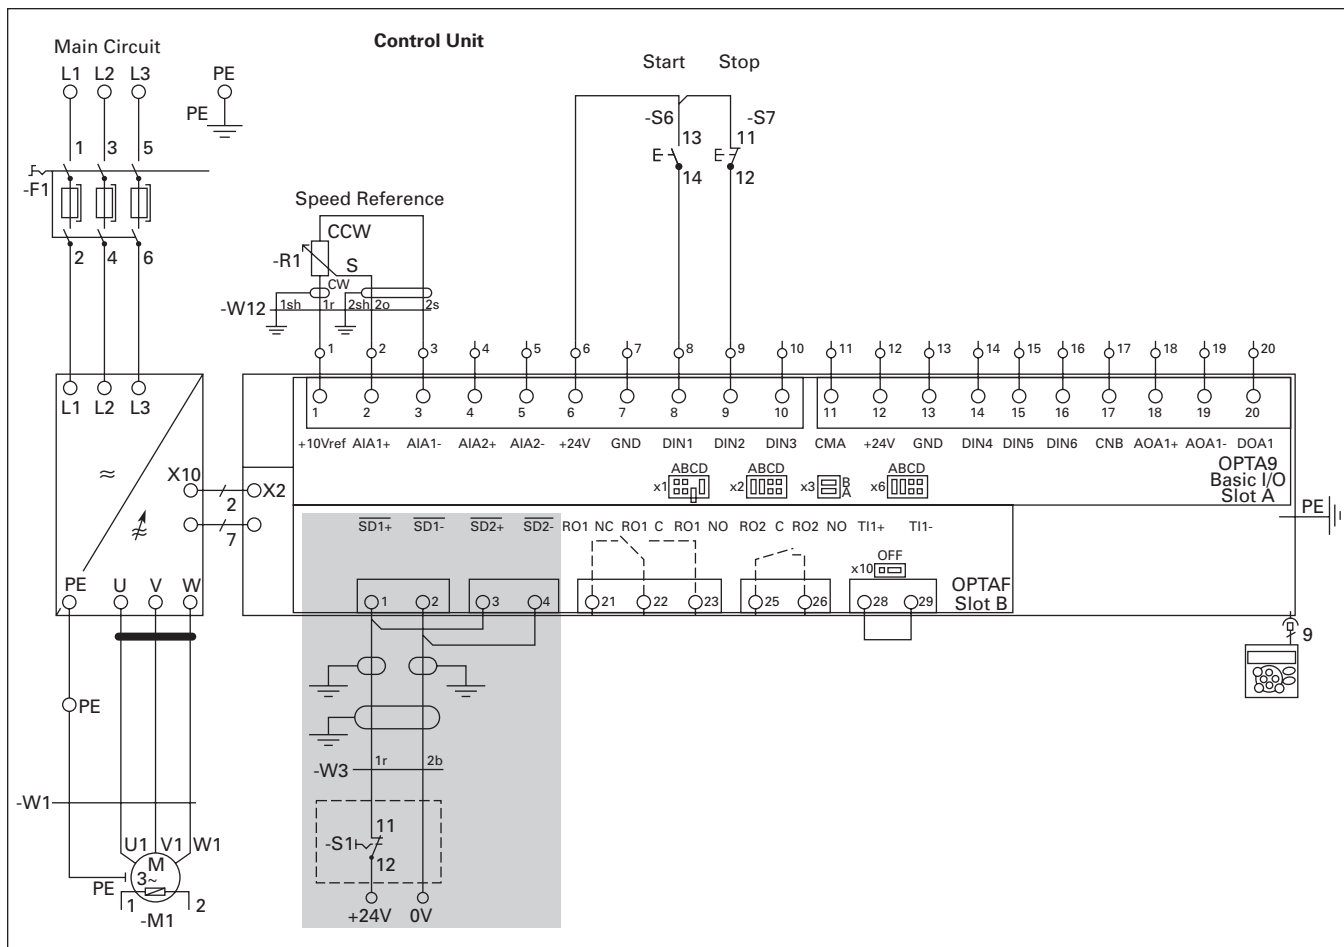 Main Circuit
Control Unit
L1 L2 L3 PE
PE
Start Stop
-S6 -S7
13 11
E E
14 12
1 3 5
-F1
2 4 6
Speed Reference
CCW
-R1 S
CW
-W12 1sh 1r 2sh 2o 2s
1 2 3 4 5 6 7 8 9 10 11 12 13 14 15 16 17 18 19 20
L1 L2 L3
1 2 3 4 5 6 7 8 9 10 11 12 13 14 15 16 17 18 19 20
+10Vref AIA1+ AIA1- AIA2+ AIA2- +24V GND DIN1 DIN2 DIN3 CMA +24V GND DIN4 DIN5 DIN6 CNB AOA1+ AOA1- DOA1
≈
X10 X2
2
7
≉
ABCD ABCD B ABCD
x1 x2 x3 A x6
OPTA9
Basic I/O
Slot A
PE
SD1+ SD1- SD2+ SD2- RO1 NC RO1 C RO1 NO RO2 C RO2 NO TI1+ TI1-
OFF
x10
OPTAF
Slot B
1 2 3 4 21 22 23 25 26 28 29
PE U V W
9
PE
-W3 1r 2b
-W1
11
-S1
12
+24V 0V
U1 V1 W1
M
3~
PE
1 2
-M1